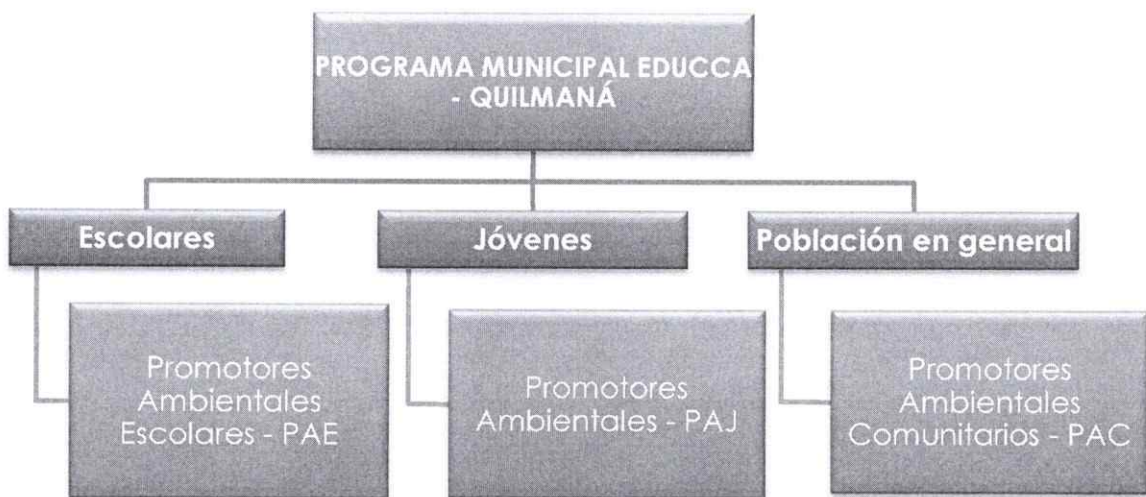 PROGRAMA MUNICIPAL EDUCCA
- QUILMANÁ
Escolares
Jóvenes
Población en general
Promotores
Ambientales
Escolares - PAE
Promotores
Ambientales - PAJ
Promotores
Ambientales
Comunitarios - PAC